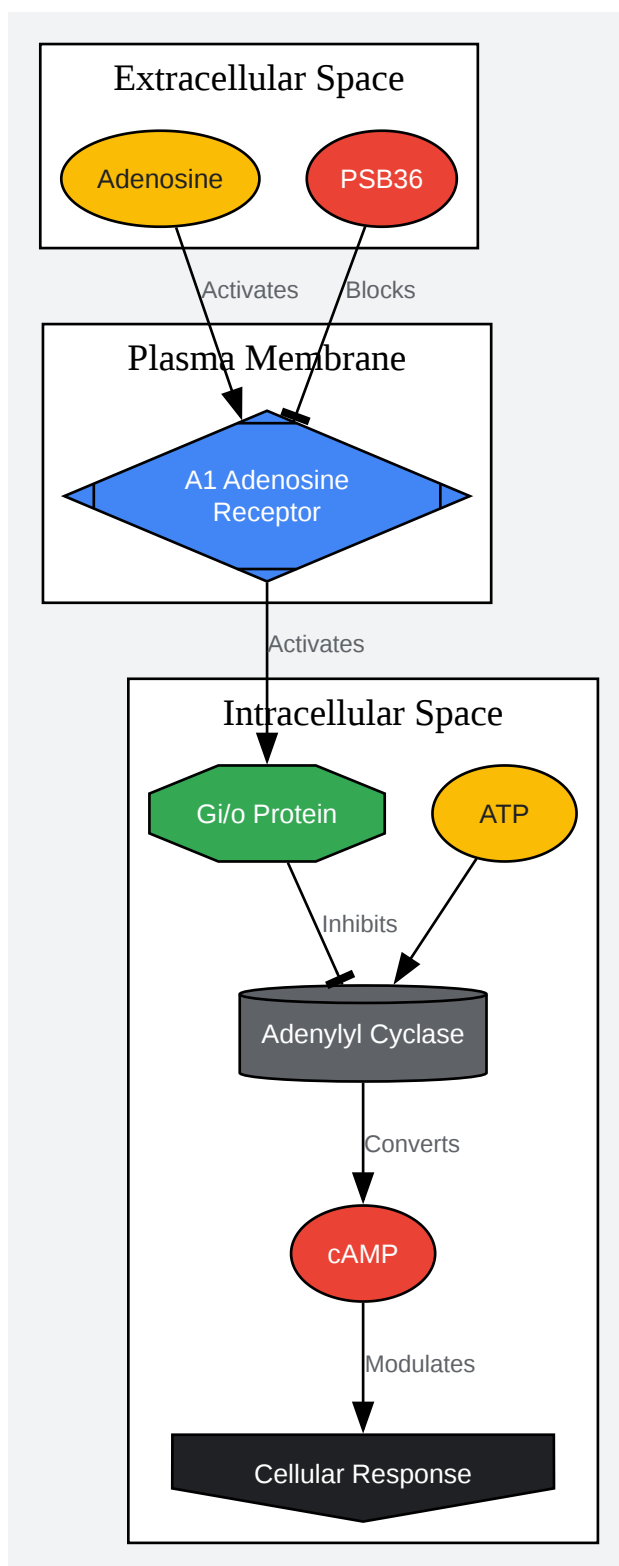 Extracellular Space
Adenosine
PSB36
Activates
Blocks
Plasma Membrane
A1 Adenosine
Receptor
Activates
Intracellular Space
Gi/o Protein
ATP
Inhibits
Adenylyl Cyclase
Converts
cAMP
Modulates
Cellular Response